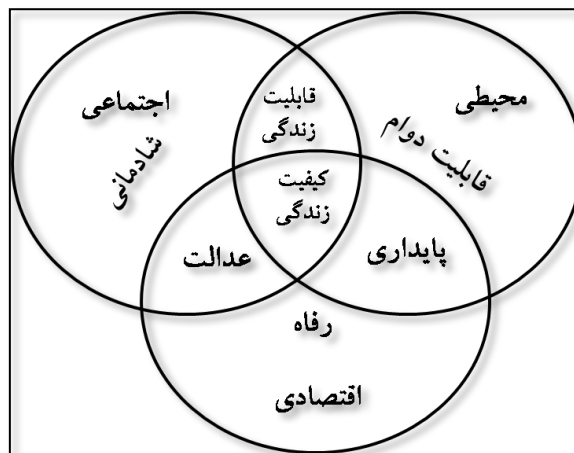 اجتماعی
شادمانی
قابلیت
زندگی
محیطی
قابلیت دوام
کیفیت
زندگی
عدالت
پایداری
رفاه
اقتصادی